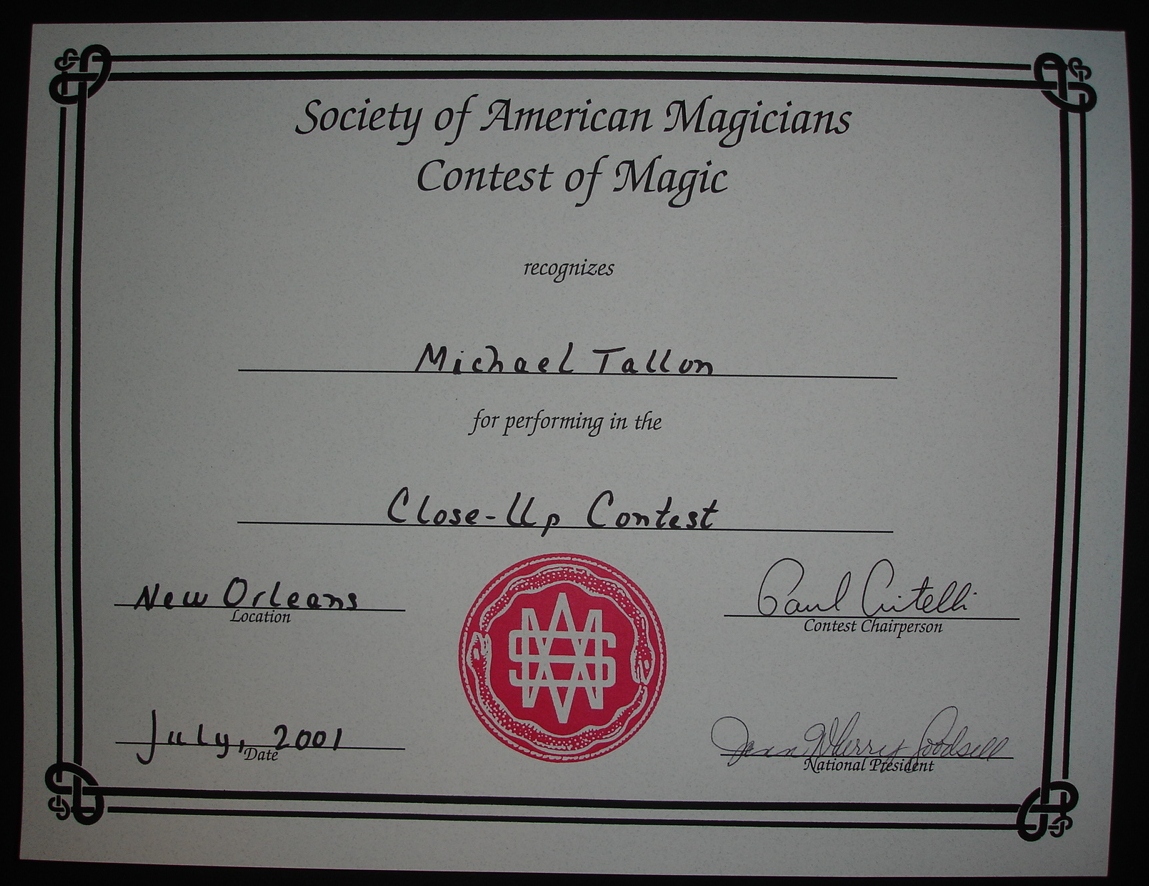 Society of American Magicians
Contest of Magic
recognizes
Michael Tallon
for performing in the
Close-Up Contest
New Orleans
Location
Paul Critelli
Contest Chairperson
SAM
July, 2001
Date
National President